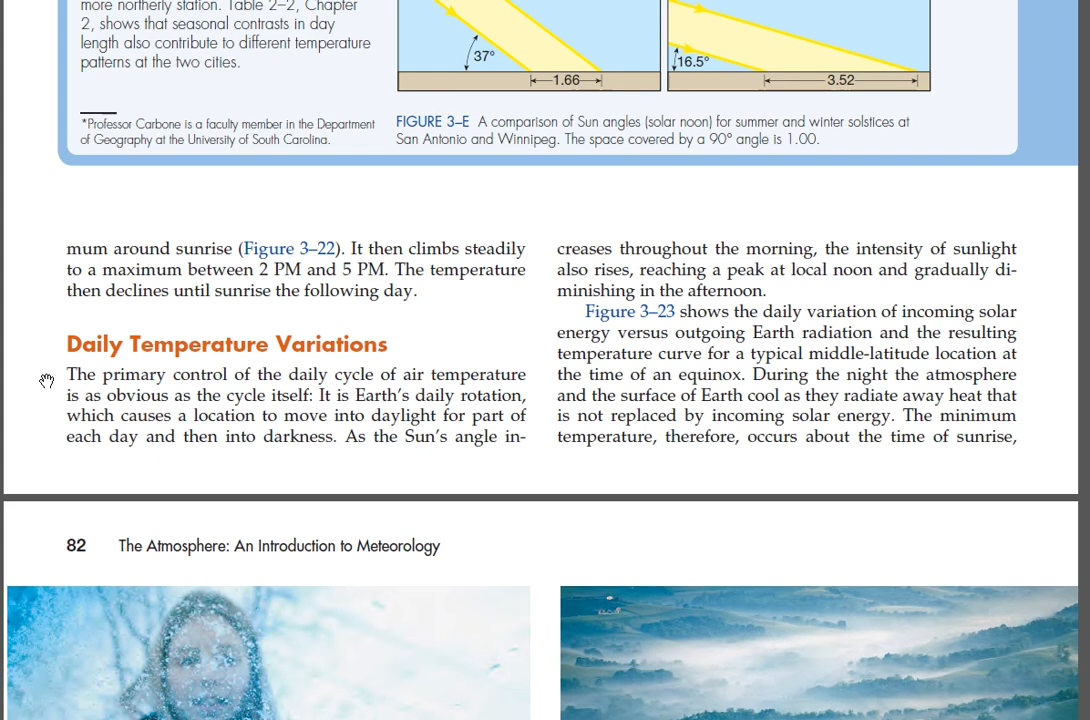 more northerly station. Table 2–2, Chapter
2, shows that seasonal contrasts in day
length also contribute to different temperature
patterns at the two cities.
*Professor Carbone is a faculty member in the Department
of Geography at the University of South Carolina.
37°
1.66
16.5°
3.52
FIGURE 3–E A comparison of Sun angles (solar noon) for summer and winter solstices at
San Antonio and Winnipeg. The space covered by a 90° angle is 1.00.
mum around sunrise (Figure 3–22). It then climbs steadily
to a maximum between 2 PM and 5 PM. The temperature
then declines until sunrise the following day.
Daily Temperature Variations
The primary control of the daily cycle of air temperature
is as obvious as the cycle itself: It is Earth's daily rotation,
which causes a location to move into daylight for part of
each day and then into darkness. As the Sun's angle in-
creases throughout the morning, the intensity of sunlight
also rises, reaching a peak at local noon and gradually di-
minishing in the afternoon.
Figure 3–23 shows the daily variation of incoming solar
energy versus outgoing Earth radiation and the resulting
temperature curve for a typical middle-latitude location at
the time of an equinox. During the night the atmosphere
and the surface of Earth cool as they radiate away heat that
is not replaced by incoming solar energy. The minimum
temperature, therefore, occurs about the time of sunrise,
82 The Atmosphere: An Introduction to Meteorology